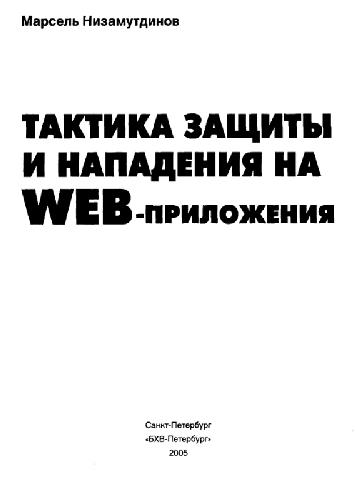 Марсель Низамутдинов
ТАКТИКА ЗАЩИТЫ
И НАПАДЕНИЯ НА
WEB-ПРИЛОЖЕНИЯ
Санкт-Петербург
«БХВ-Петербург»
2005